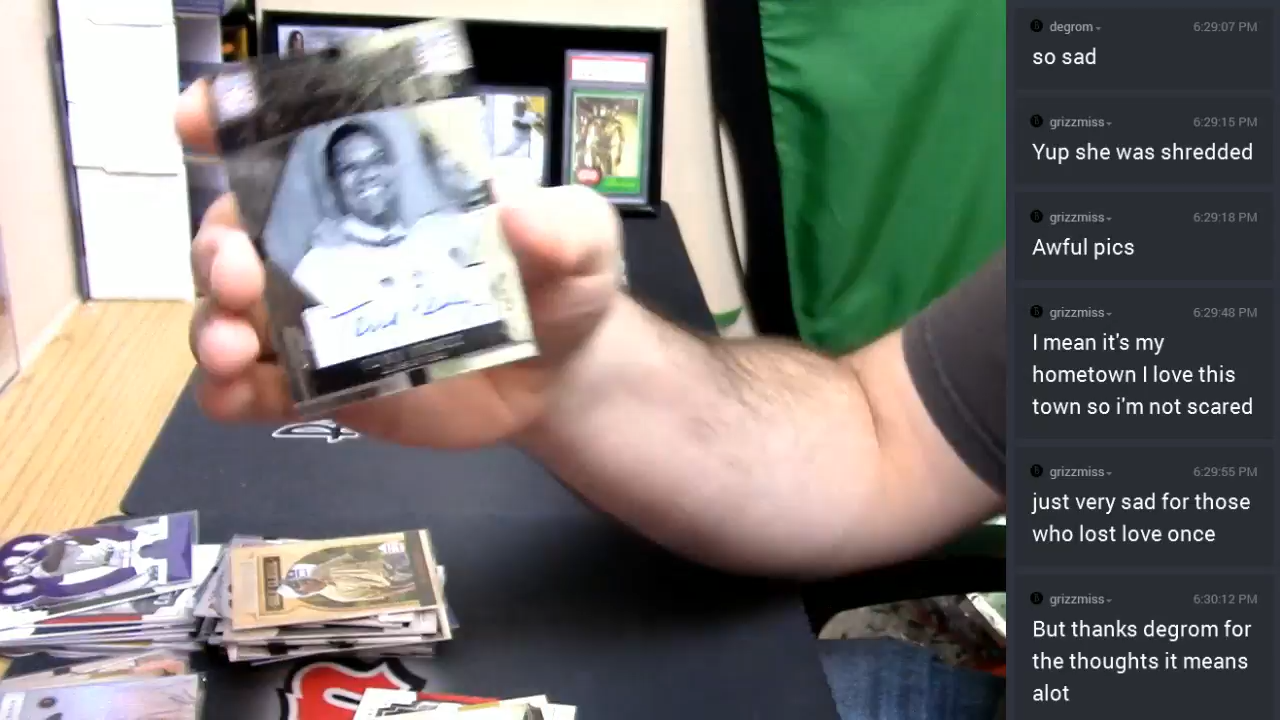 degrom
6:29:07 PM
so sad
grizzmiss
6:29:15 PM
Yup she was shredded
grizzmiss
6:29:18 PM
Awful pics
grizzmiss
6:29:48 PM
I mean it's my
hometown I love this
town so i'm not scared
grizzmiss
6:29:55 PM
just very sad for those
who lost love once
grizzmiss
6:30:12 PM
But thanks degrom for
the thoughts it means
alot